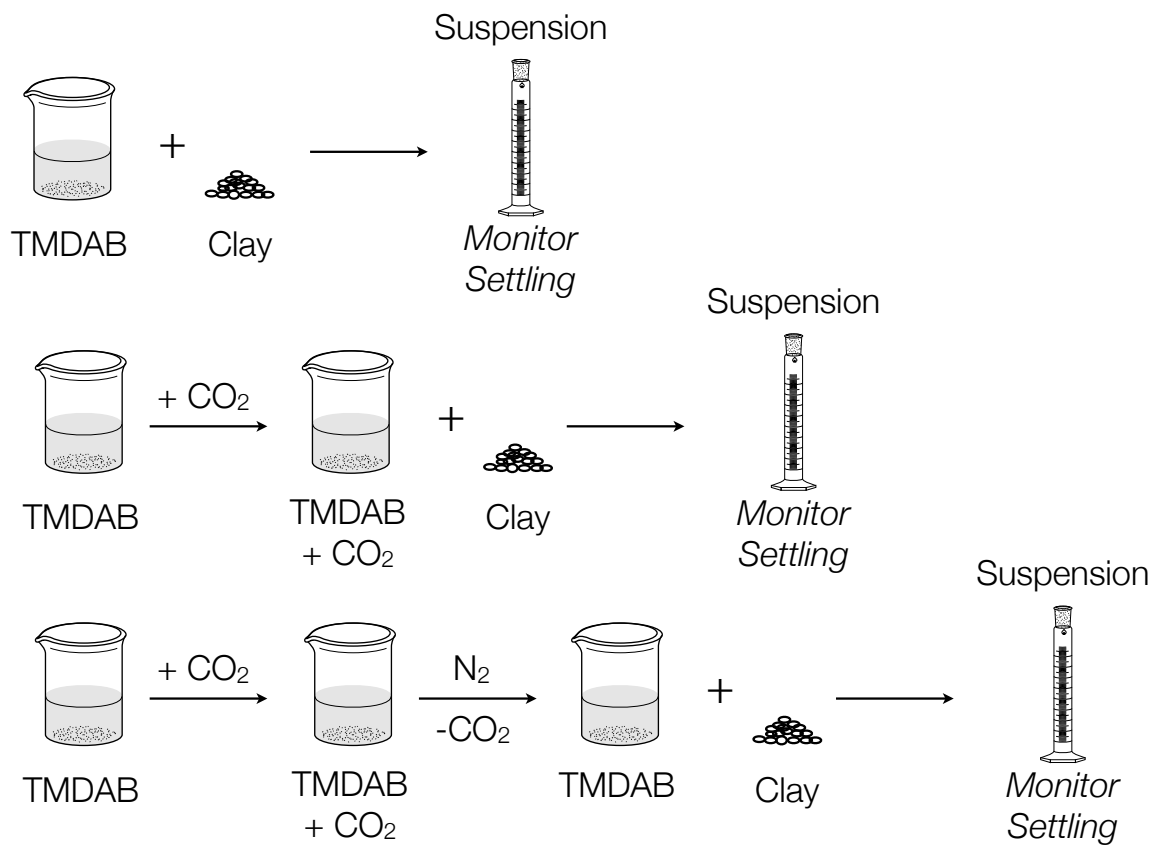 Suspension
+
TMDAB
Clay
Monitor
Settling
Suspension
+ CO₂
+
TMDAB
TMDAB
+ CO₂
Clay
Monitor
Settling
Suspension
+ CO₂
N₂
-CO₂
+
TMDAB
TMDAB
+ CO₂
TMDAB
Clay
Monitor
Settling